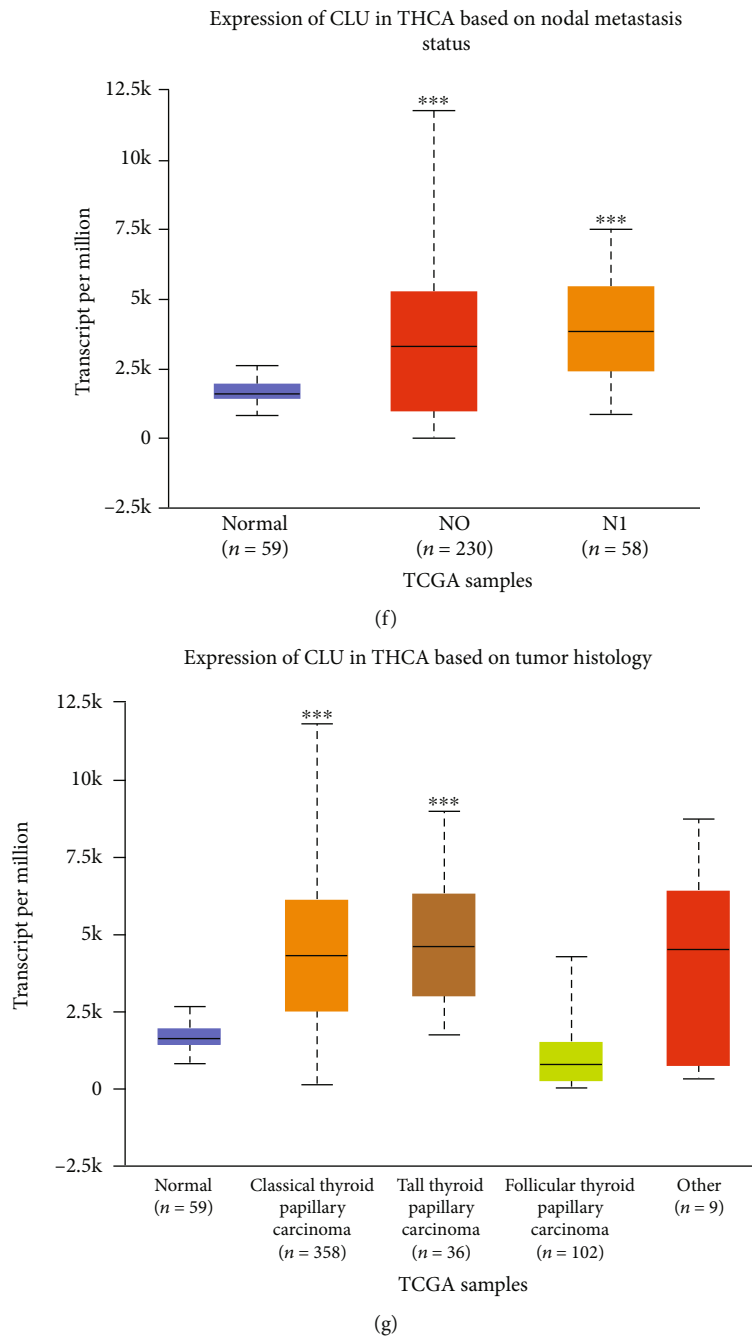 Expression of CLU in THCA based on nodal metastasis
status
12.5k
10k
7.5k
5k
2.5k
0
–2.5k
Transcript per million
***
***
Normal
(n = 59)
NO
(n = 230)
N1
(n = 58)
TCGA samples
(f)
Expression of CLU in THCA based on tumor histology
12.5k
10k
7.5k
5k
2.5k
0
–2.5k
Transcript per million
***
***
Normal
(n = 59)
Classical thyroid
papillary
carcinoma
(n = 358)
Tall thyroid
papillary
carcinoma
(n = 36)
Follicular thyroid
papillary
carcinoma
(n = 102)
Other
(n = 9)
TCGA samples
(g)